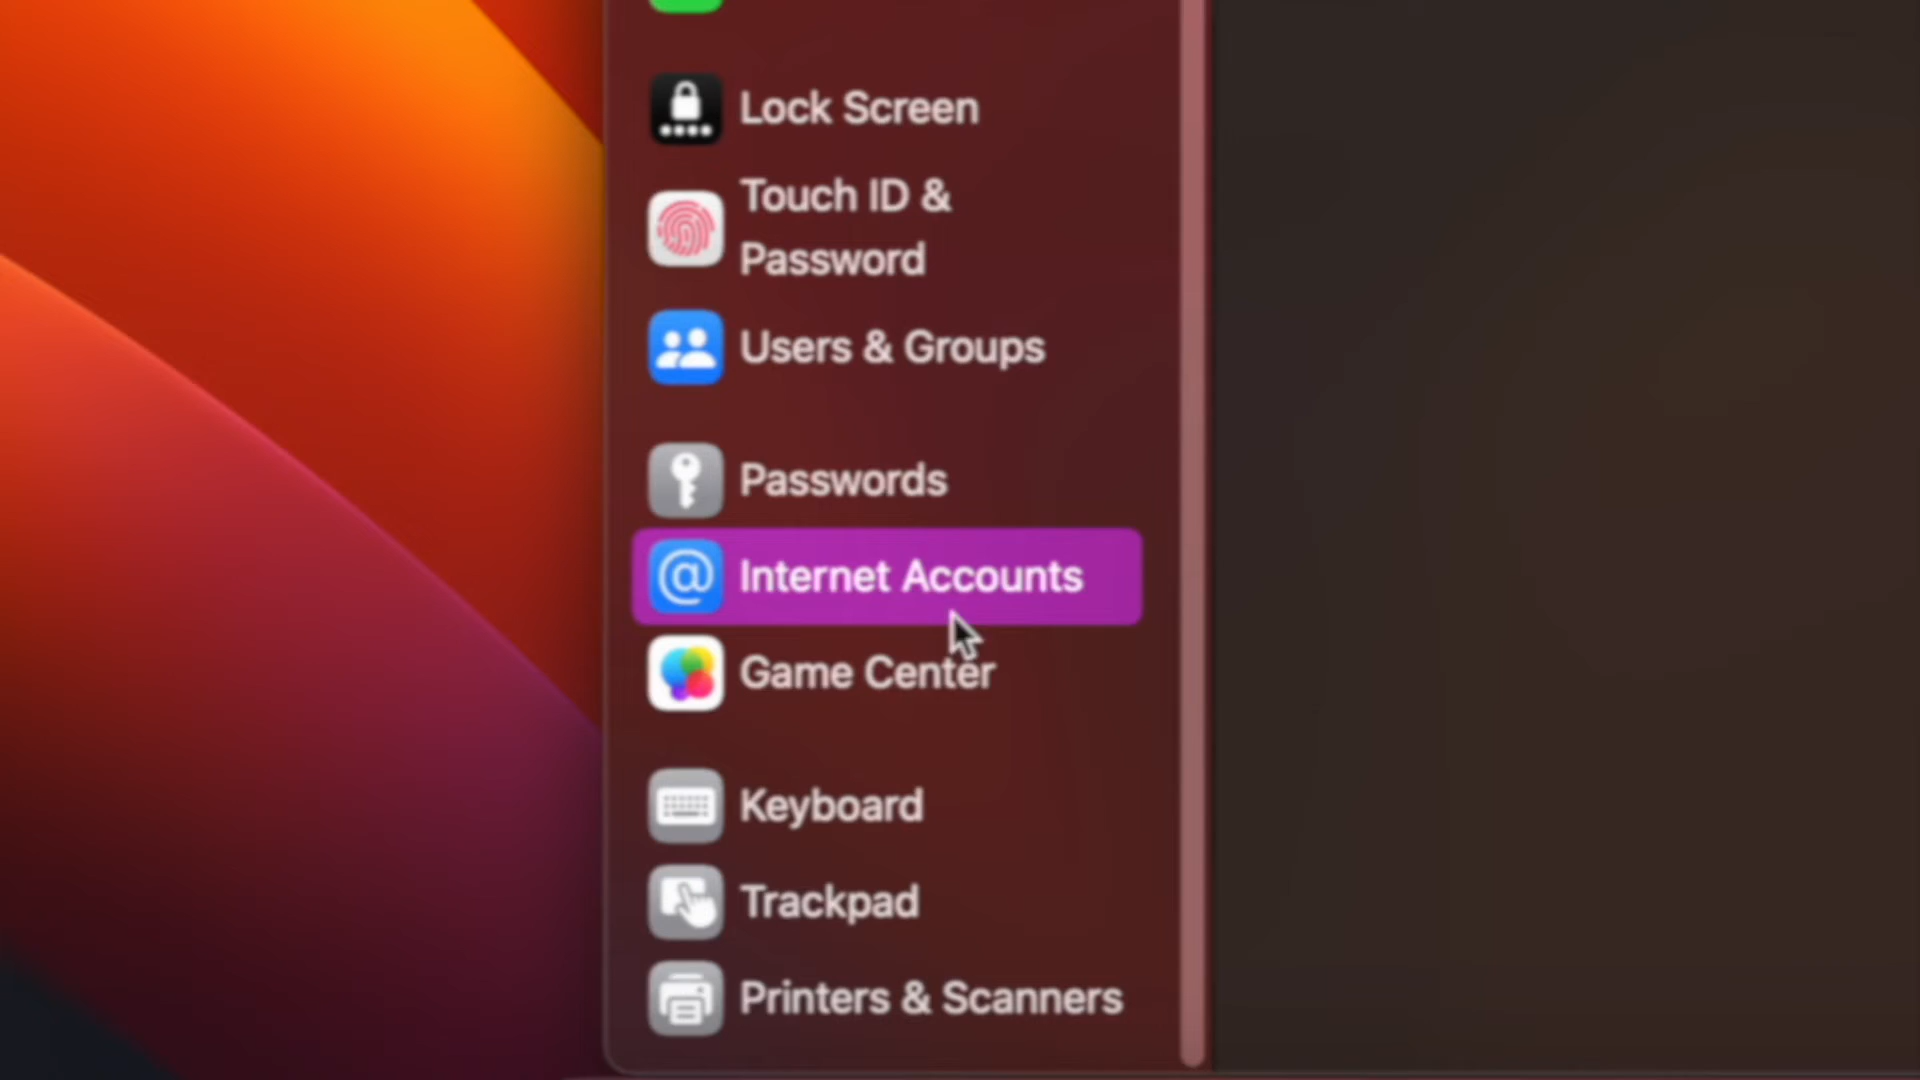 Lock Screen
Touch ID &
Password
Users & Groups
Passwords
@ Internet Accounts
Game Center
Keyboard
Trackpad
Printers & Scanners